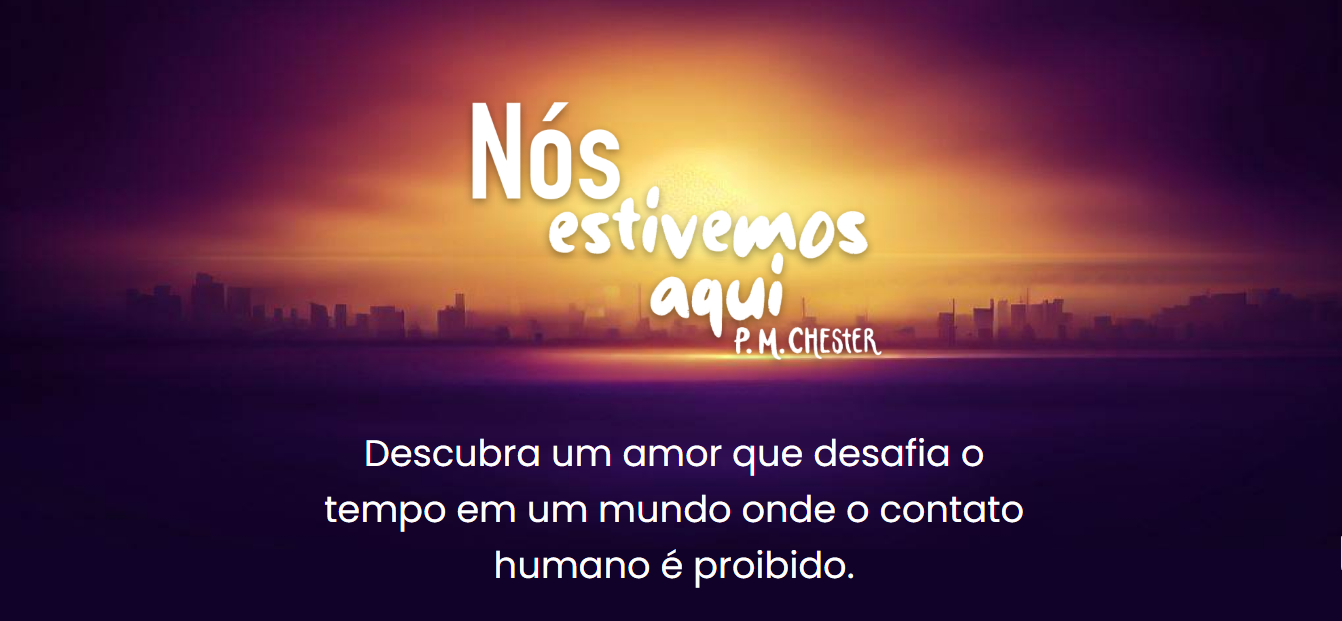 Nós
estivemos
aqui
P. M. CHESTER
Descubra um amor que desafia o
tempo em um mundo onde o contato
humano é proibido.